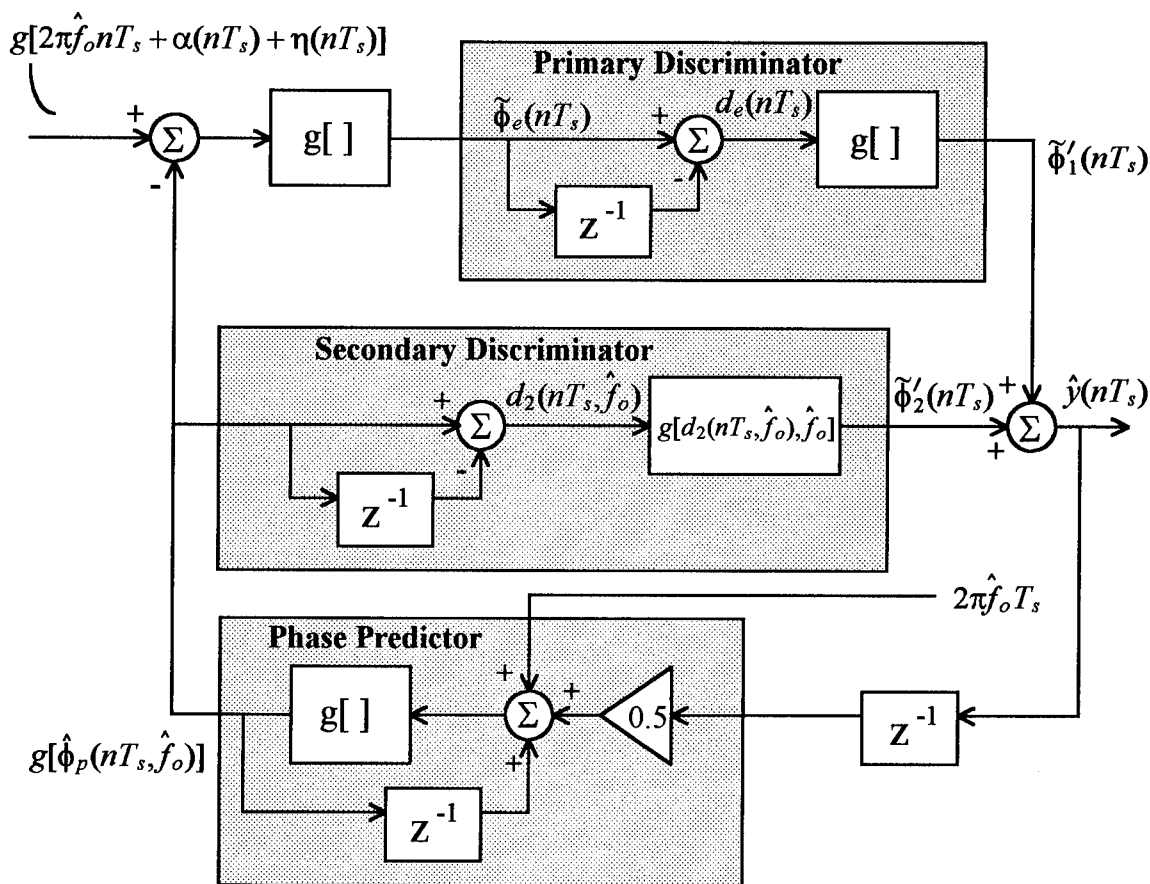 g[2πf̂ₒnTₛ + α(nTₛ) + η(nTₛ)]
Primary Discriminator
+
Σ
-
g[ ]
ϕ̃ₑ(nTₛ)
+
Σ
-
dₑ(nTₛ)
g[ ]
z⁻¹
ϕ̃′₁(nTₛ)
Secondary Discriminator
+
Σ
-
d₂(nTₛ,f̂ₒ)
g[d₂(nTₛ,f̂ₒ),f̂ₒ]
z⁻¹
ϕ̃′₂(nTₛ)
+
Σ
+
ŷ(nTₛ)
2πf̂ₒTₛ
Phase Predictor
g[ ]
+
Σ
+
+
0.5
z⁻¹
z⁻¹
g[ϕ̂ₚ(nTₛ,f̂ₒ)]